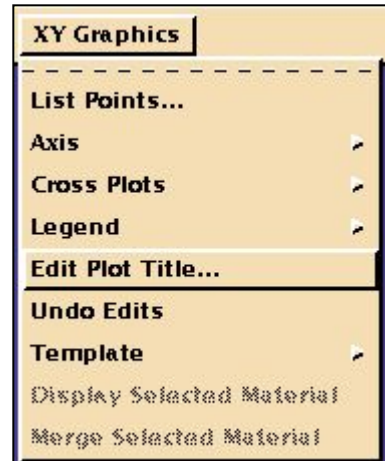 XY Graphics
List Points...
Axis
Cross Plots
Legend
Edit Plot Title...
Undo Edits
Template
Display Selected Material
Merge Selected Material